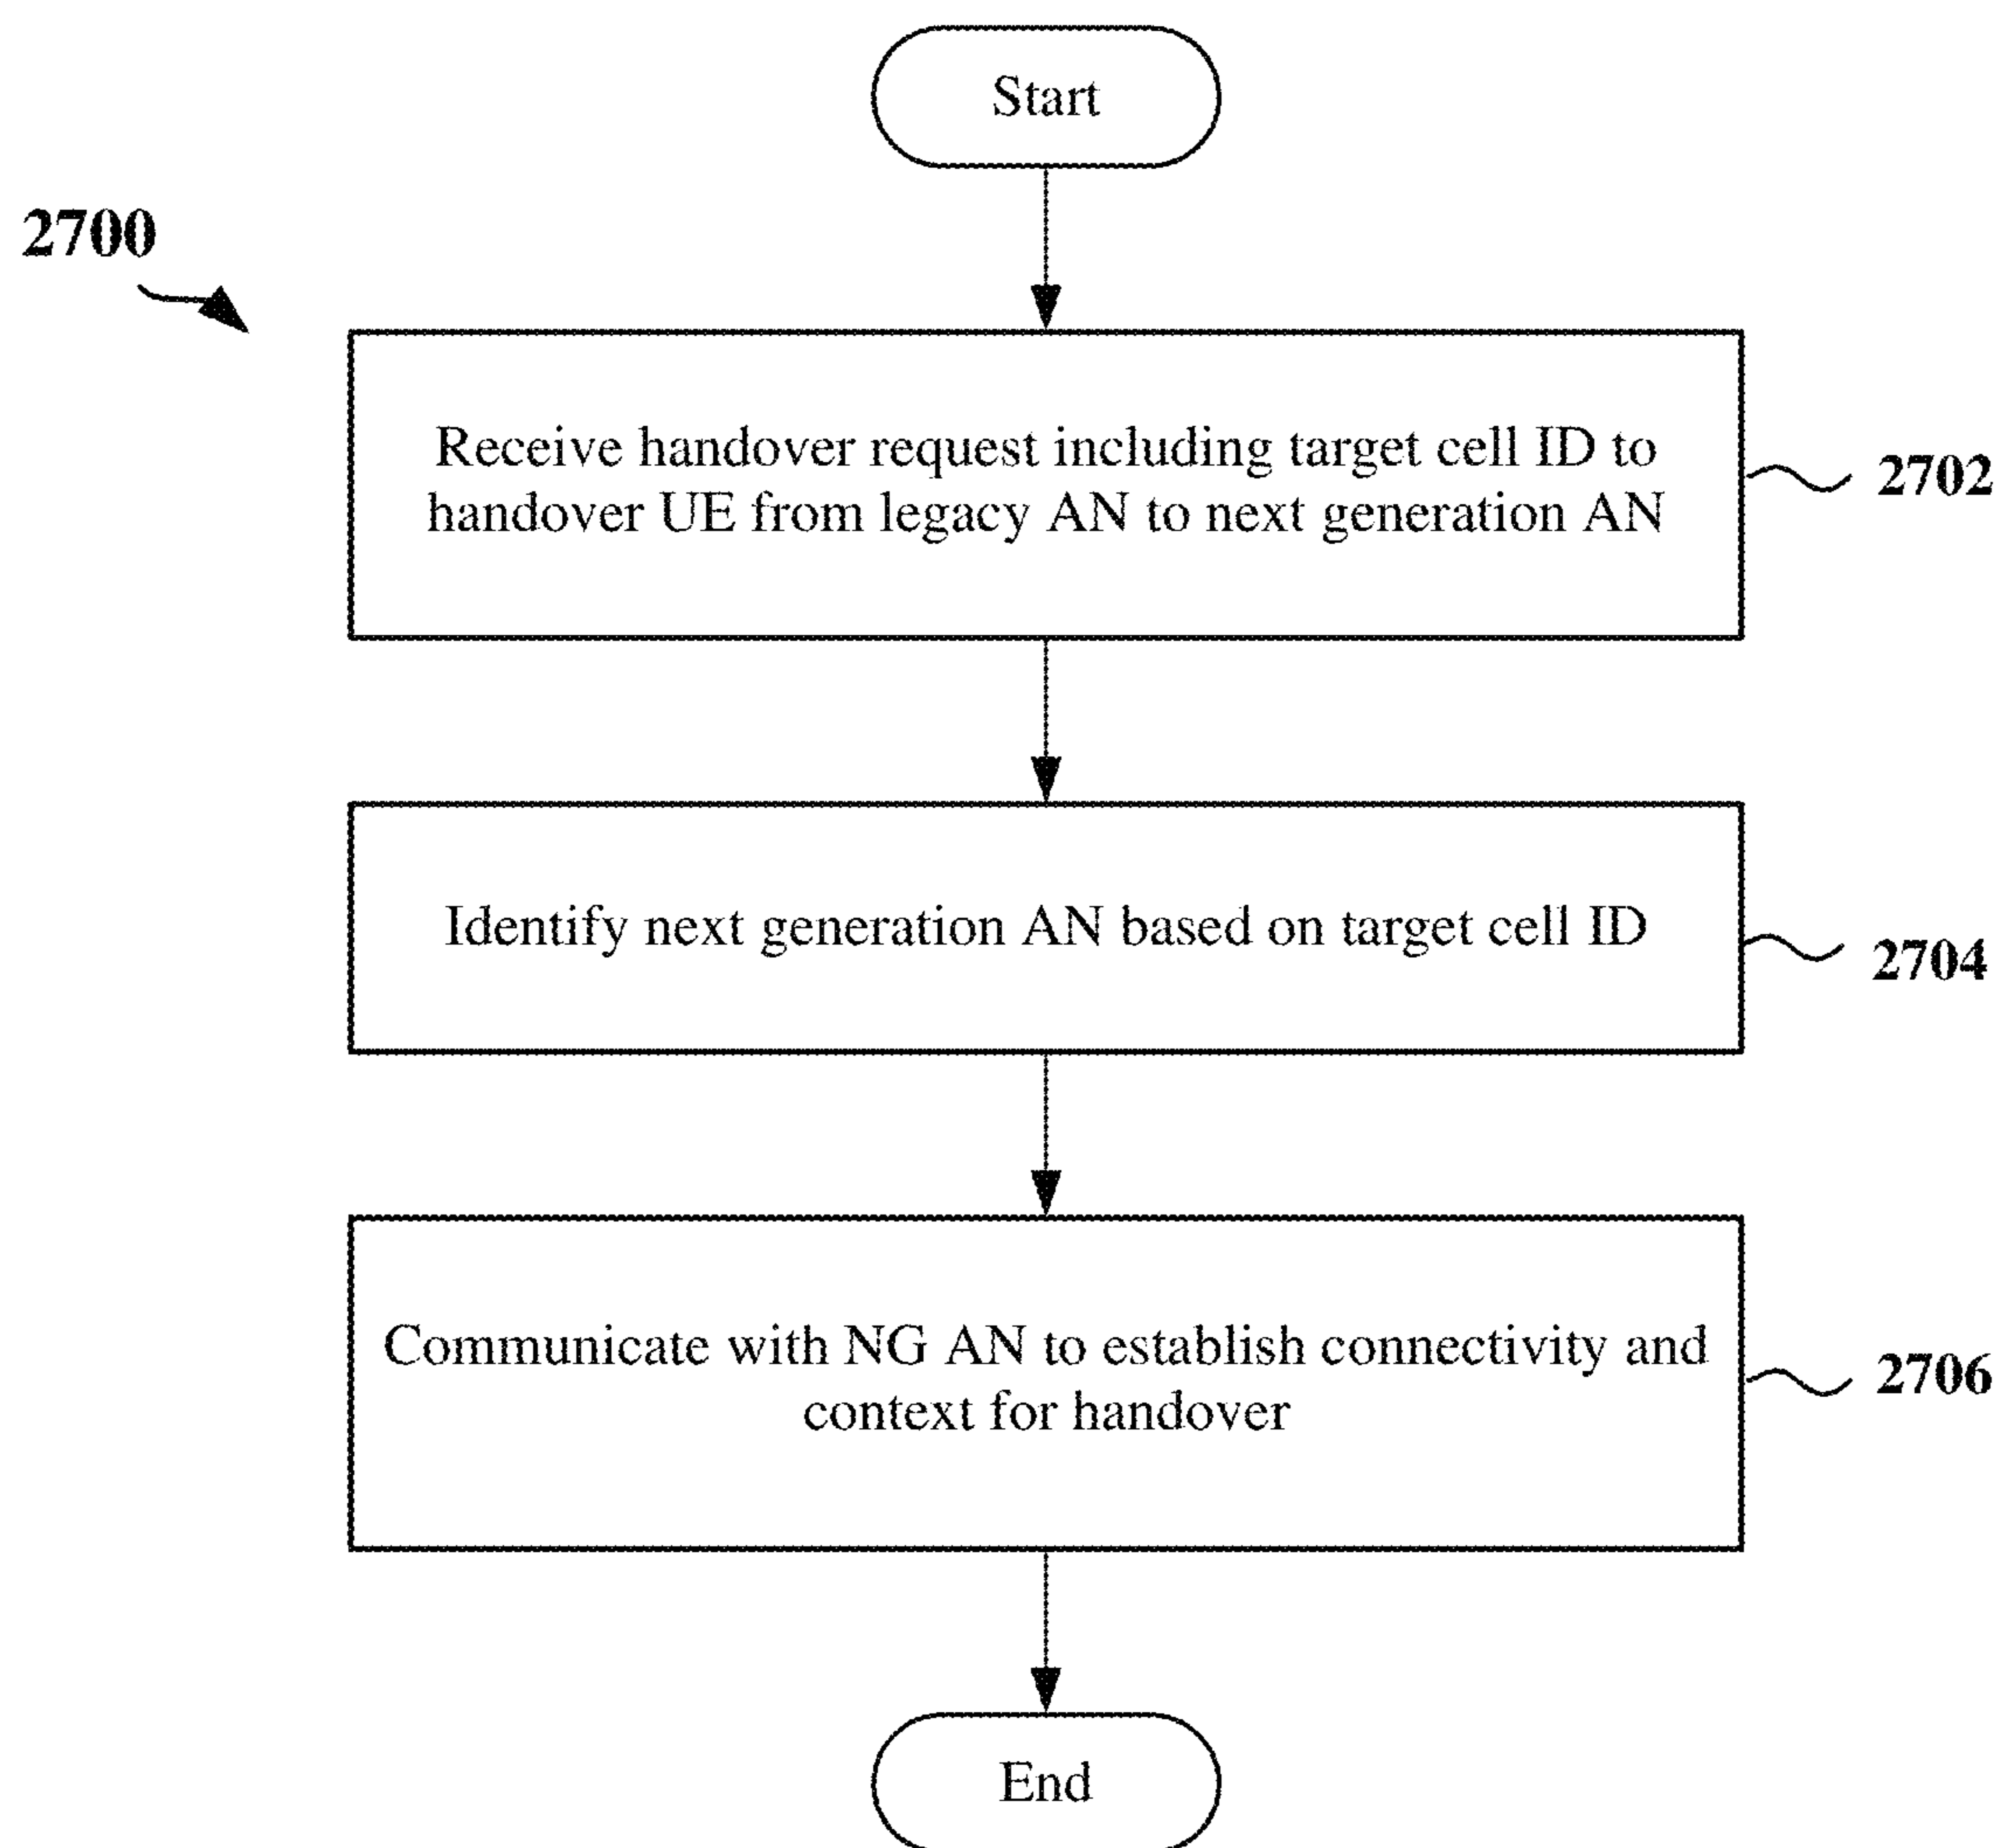 Start
2700
Receive handover request including target cell ID to
handover UE from legacy AN to next generation AN
2702
Identify next generation AN based on target cell ID
2704
Communicate with NG AN to establish connectivity and
context for handover
2706
End